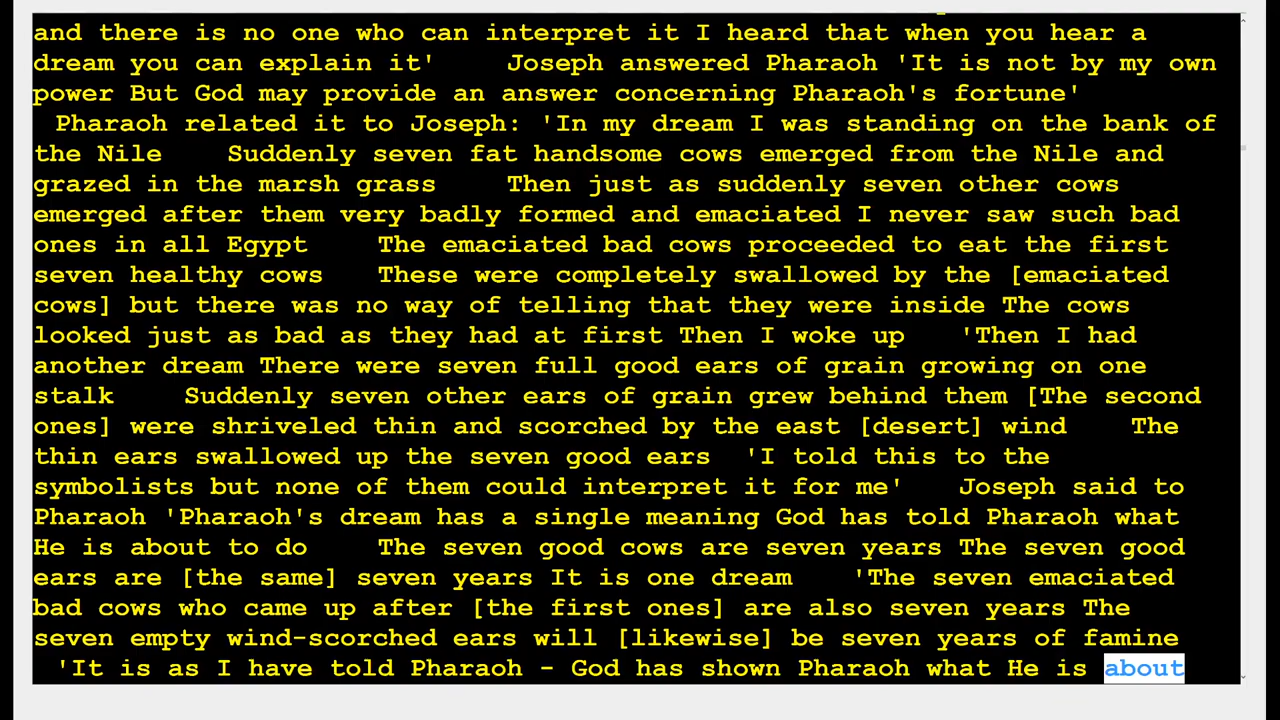 and there is no one who can interpret it I heard that when you hear a
dream you can explain it' Joseph answered Pharaoh 'It is not by my own
power But God may provide an answer concerning Pharaoh's fortune'
Pharaoh related it to Joseph: 'In my dream I was standing on the bank of
the Nile Suddenly seven fat handsome cows emerged from the Nile and
grazed in the marsh grass Then just as suddenly seven other cows
emerged after them very badly formed and emaciated I never saw such bad
ones in all Egypt The emaciated bad cows proceeded to eat the first
seven healthy cows These were completely swallowed by the [emaciated
cows] but there was no way of telling that they were inside The cows
looked just as bad as they had at first Then I woke up 'Then I had
another dream There were seven full good ears of grain growing on one
stalk Suddenly seven other ears of grain grew behind them [The second
ones] were shriveled thin and scorched by the east [desert] wind The
thin ears swallowed up the seven good ears 'I told this to the
symbolists but none of them could interpret it for me' Joseph said to
Pharaoh 'Pharaoh's dream has a single meaning God has told Pharaoh what
He is about to do The seven good cows are seven years The seven good
ears are [the same] seven years It is one dream 'The seven emaciated
bad cows who came up after [the first ones] are also seven years The
seven empty wind-scorched ears will [likewise] be seven years of famine
'It is as I have told Pharaoh - God has shown Pharaoh what He is about